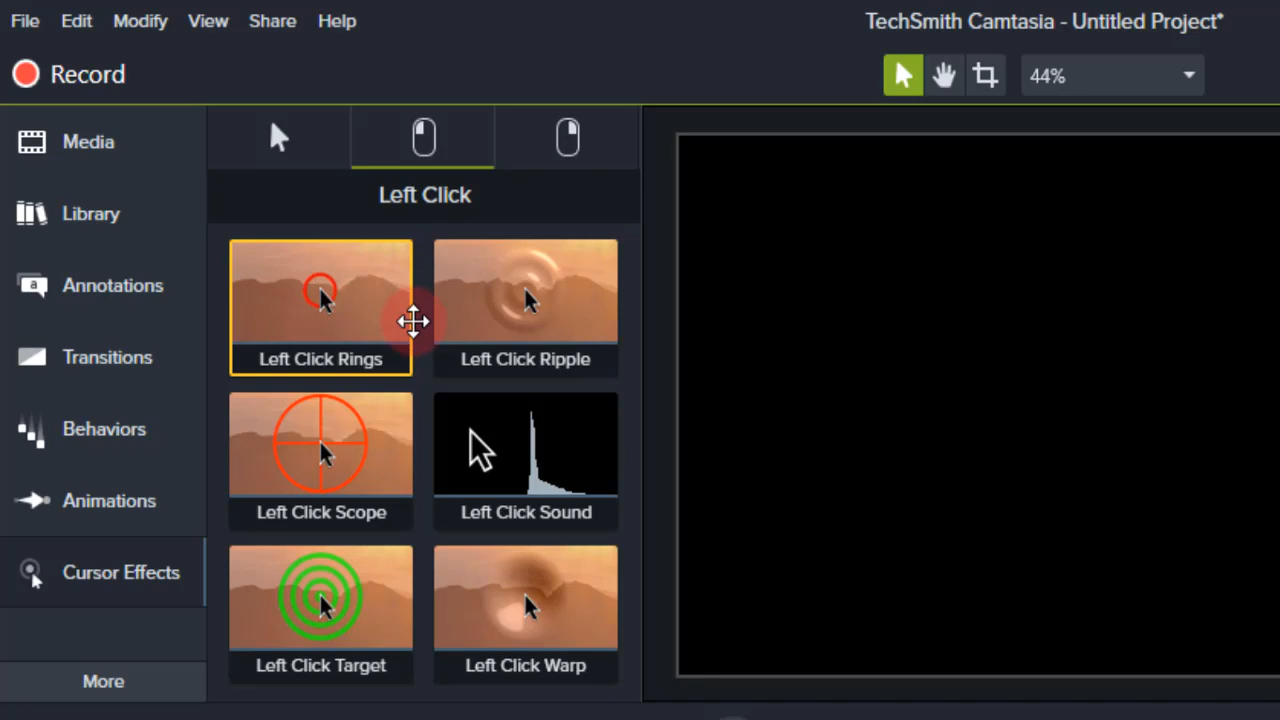 File Edit Modify View Share Help
TechSmith Camtasia - Untitled Project*
Record
44%
Media
Library
a
Annotations
Transitions
Behaviors
Animations
Cursor Effects
More
Left Click
Left Click Rings
Left Click Ripple
Left Click Scope
Left Click Sound
Left Click Target
Left Click Warp